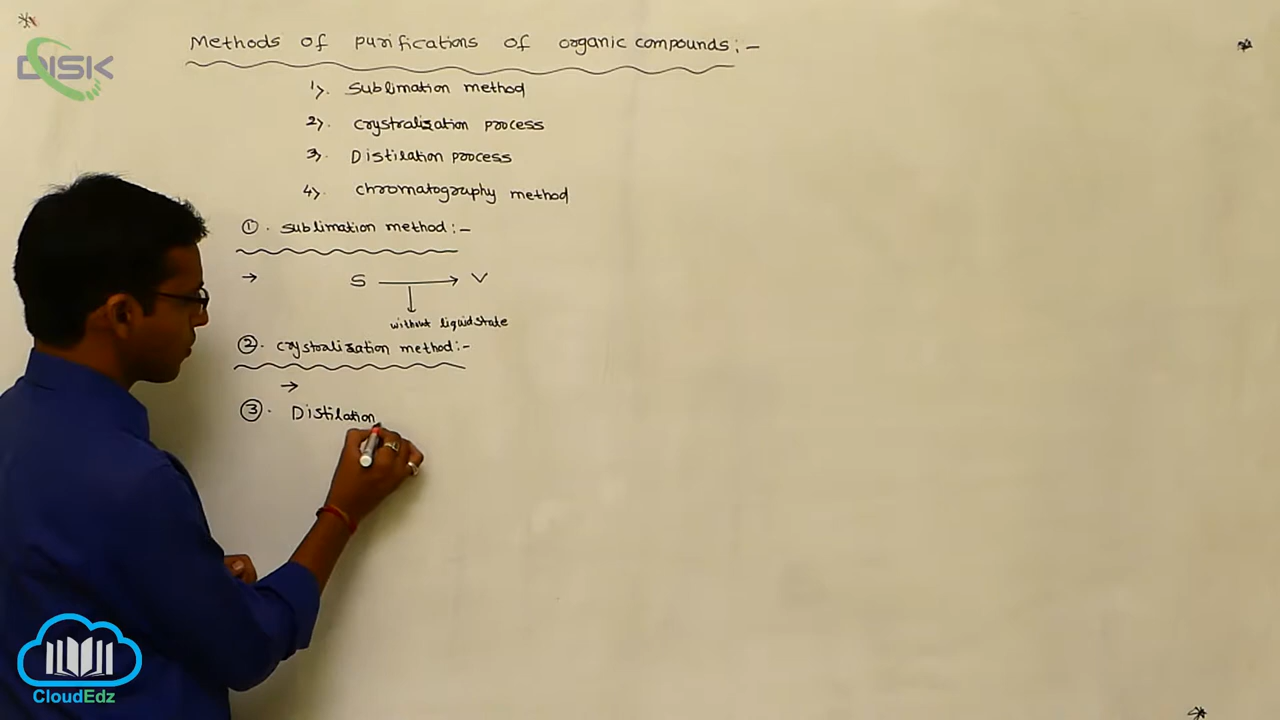 DISK
Methods of purifications of organic compounds:-
1). Sublimation method
2). crystralization process
3). Distilation process
4). chromatography method
①. sublimation method:-
→ S → V
without liquid state
②. crystralization method:-
→
③. Distilation
CloudEdz